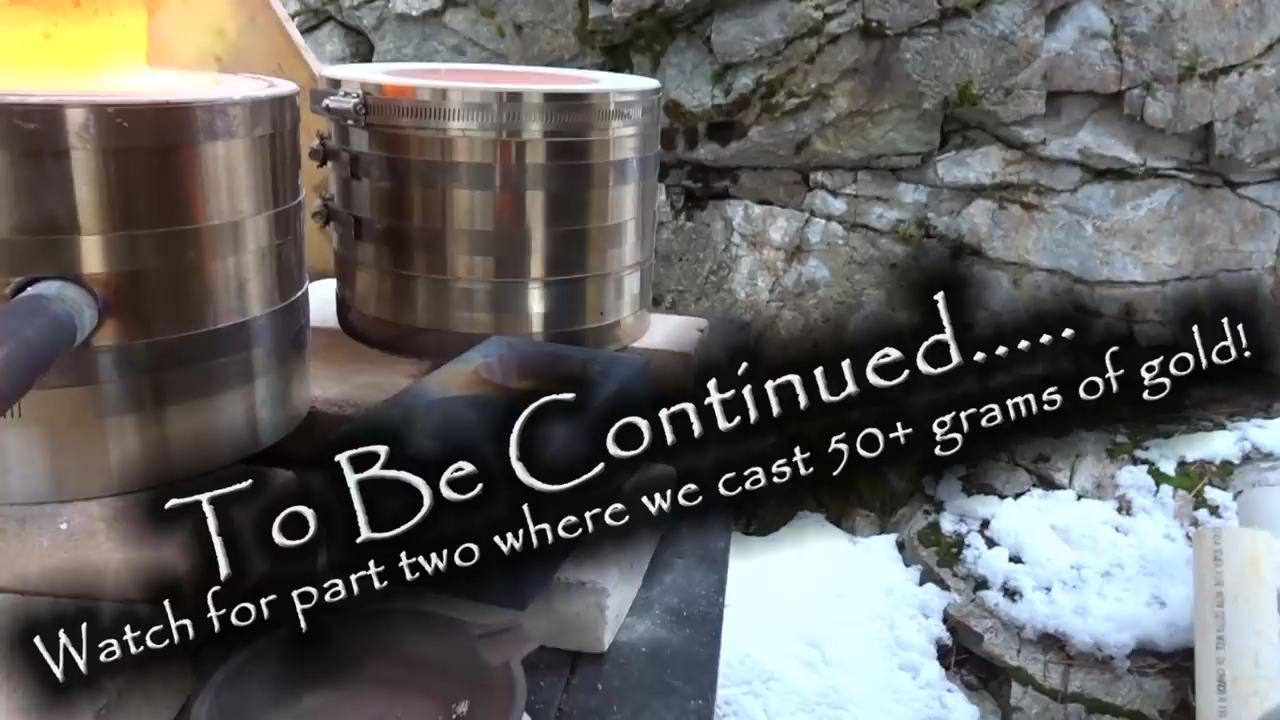 To Be Continued.....
Watch for part two where we cast 50+ grams of gold!